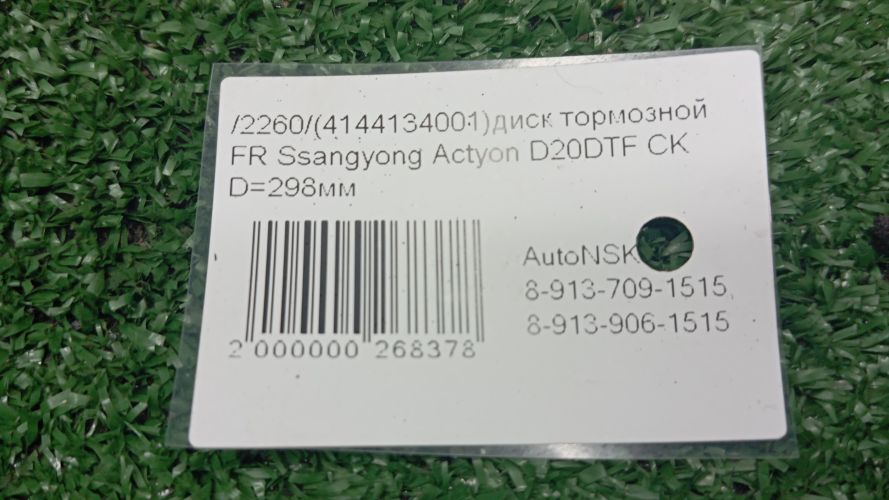 /2260/(4144134001)диск тормозной
FR Ssangyong Actyon D20DTF CK
D=298мм
AutoNSK
8-913-709-1515,
8-913-906-1515
2 000000 268378